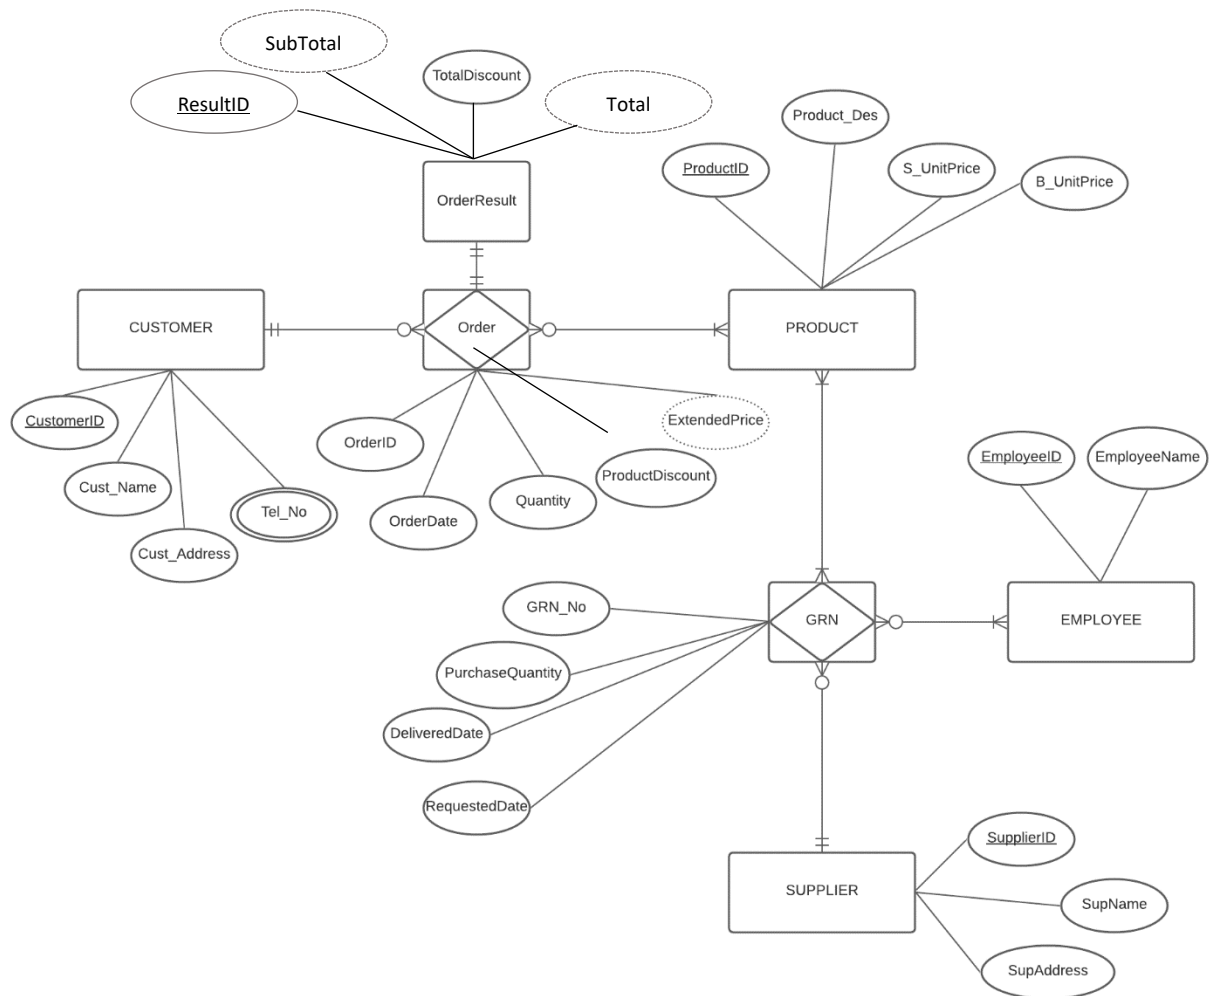 SubTotal
TotalDiscount
ResultID
Total
Product_Des
ProductID
S_UnitPrice
B_UnitPrice
OrderResult
CUSTOMER
Order
PRODUCT
CustomerID
OrderID
ExtendedPrice
EmployeeID
EmployeeName
ProductDiscount
Cust_Name
Quantity
Tel_No
OrderDate
Cust_Address
GRN_No
GRN
EMPLOYEE
PurchaseQuantity
DeliveredDate
RequestedDate
SupplierID
SUPPLIER
SupName
SupAddress